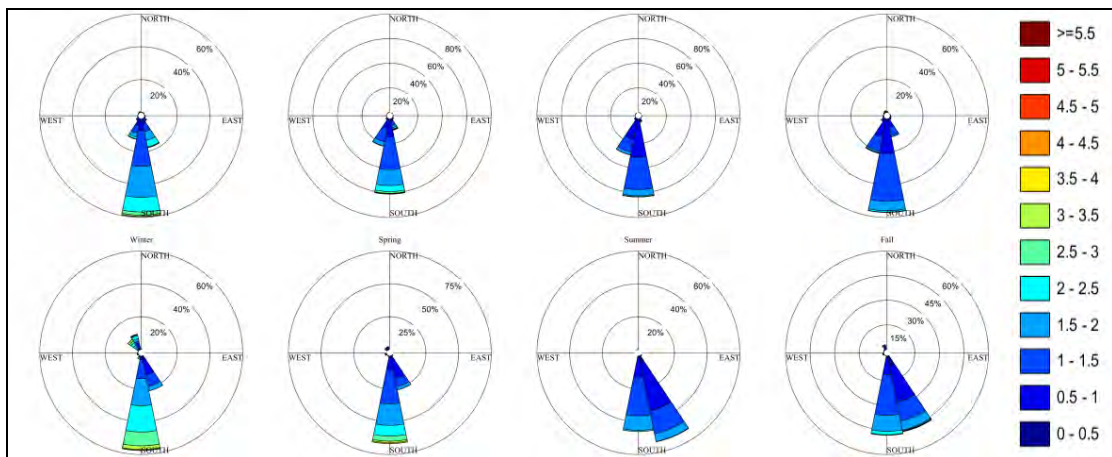 NORTH
60%
40%
20%
WEST
EAST
SOUTH
NORTH
80%
60%
40%
20%
WEST
EAST
SOUTH
NORTH
80%
60%
40%
20%
WEST
EAST
SOUTH
NORTH
60%
40%
20%
WEST
EAST
SOUTH
Winter
Spring
Summer
Fall
NORTH
60%
40%
20%
WEST
EAST
SOUTH
NORTH
75%
50%
25%
WEST
EAST
SOUTH
NORTH
60%
40%
20%
WEST
EAST
SOUTH
NORTH
60%
45%
30%
15%
WEST
EAST
SOUTH
>=5.5
5 - 5.5
4.5 - 5
4 - 4.5
3.5 - 4
3 - 3.5
2.5 - 3
2 - 2.5
1.5 - 2
1 - 1.5
0.5 - 1
0 - 0.5